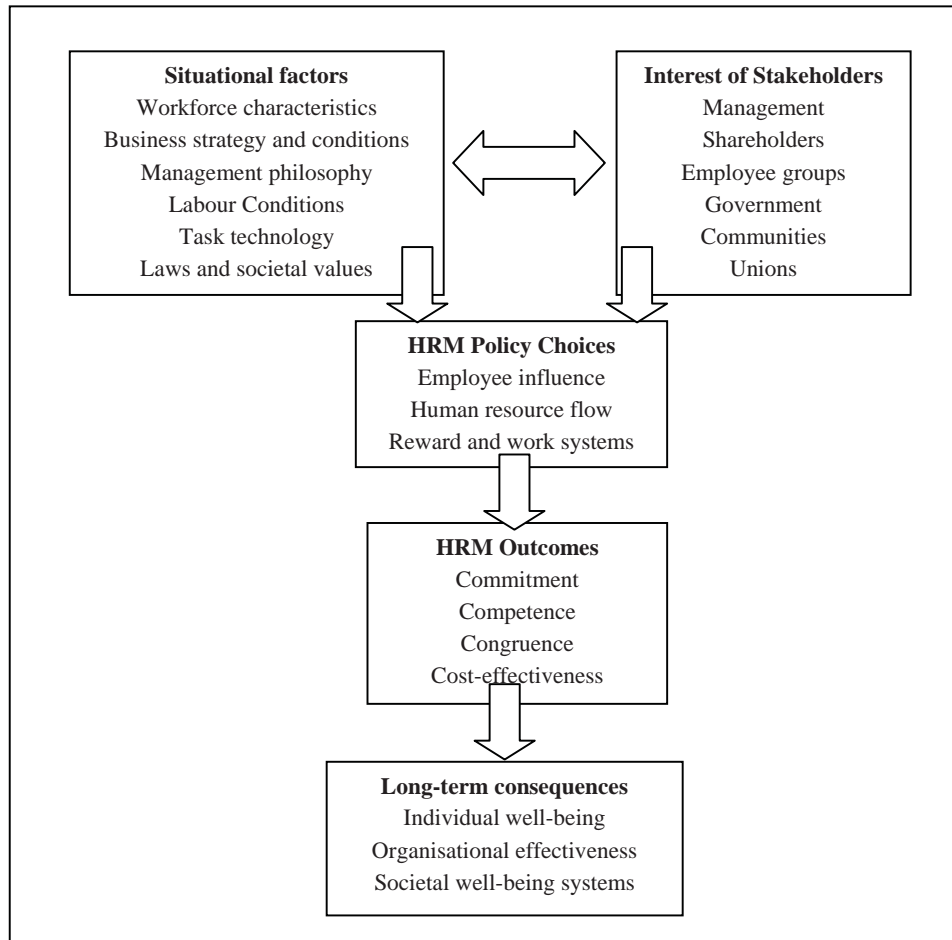 Situational factors
Workforce characteristics
Business strategy and conditions
Management philosophy
Labour Conditions
Task technology
Laws and societal values
Interest of Stakeholders
Management
Shareholders
Employee groups
Government
Communities
Unions
HRM Policy Choices
Employee influence
Human resource flow
Reward and work systems
HRM Outcomes
Commitment
Competence
Congruence
Cost-effectiveness
Long-term consequences
Individual well-being
Organisational effectiveness
Societal well-being systems